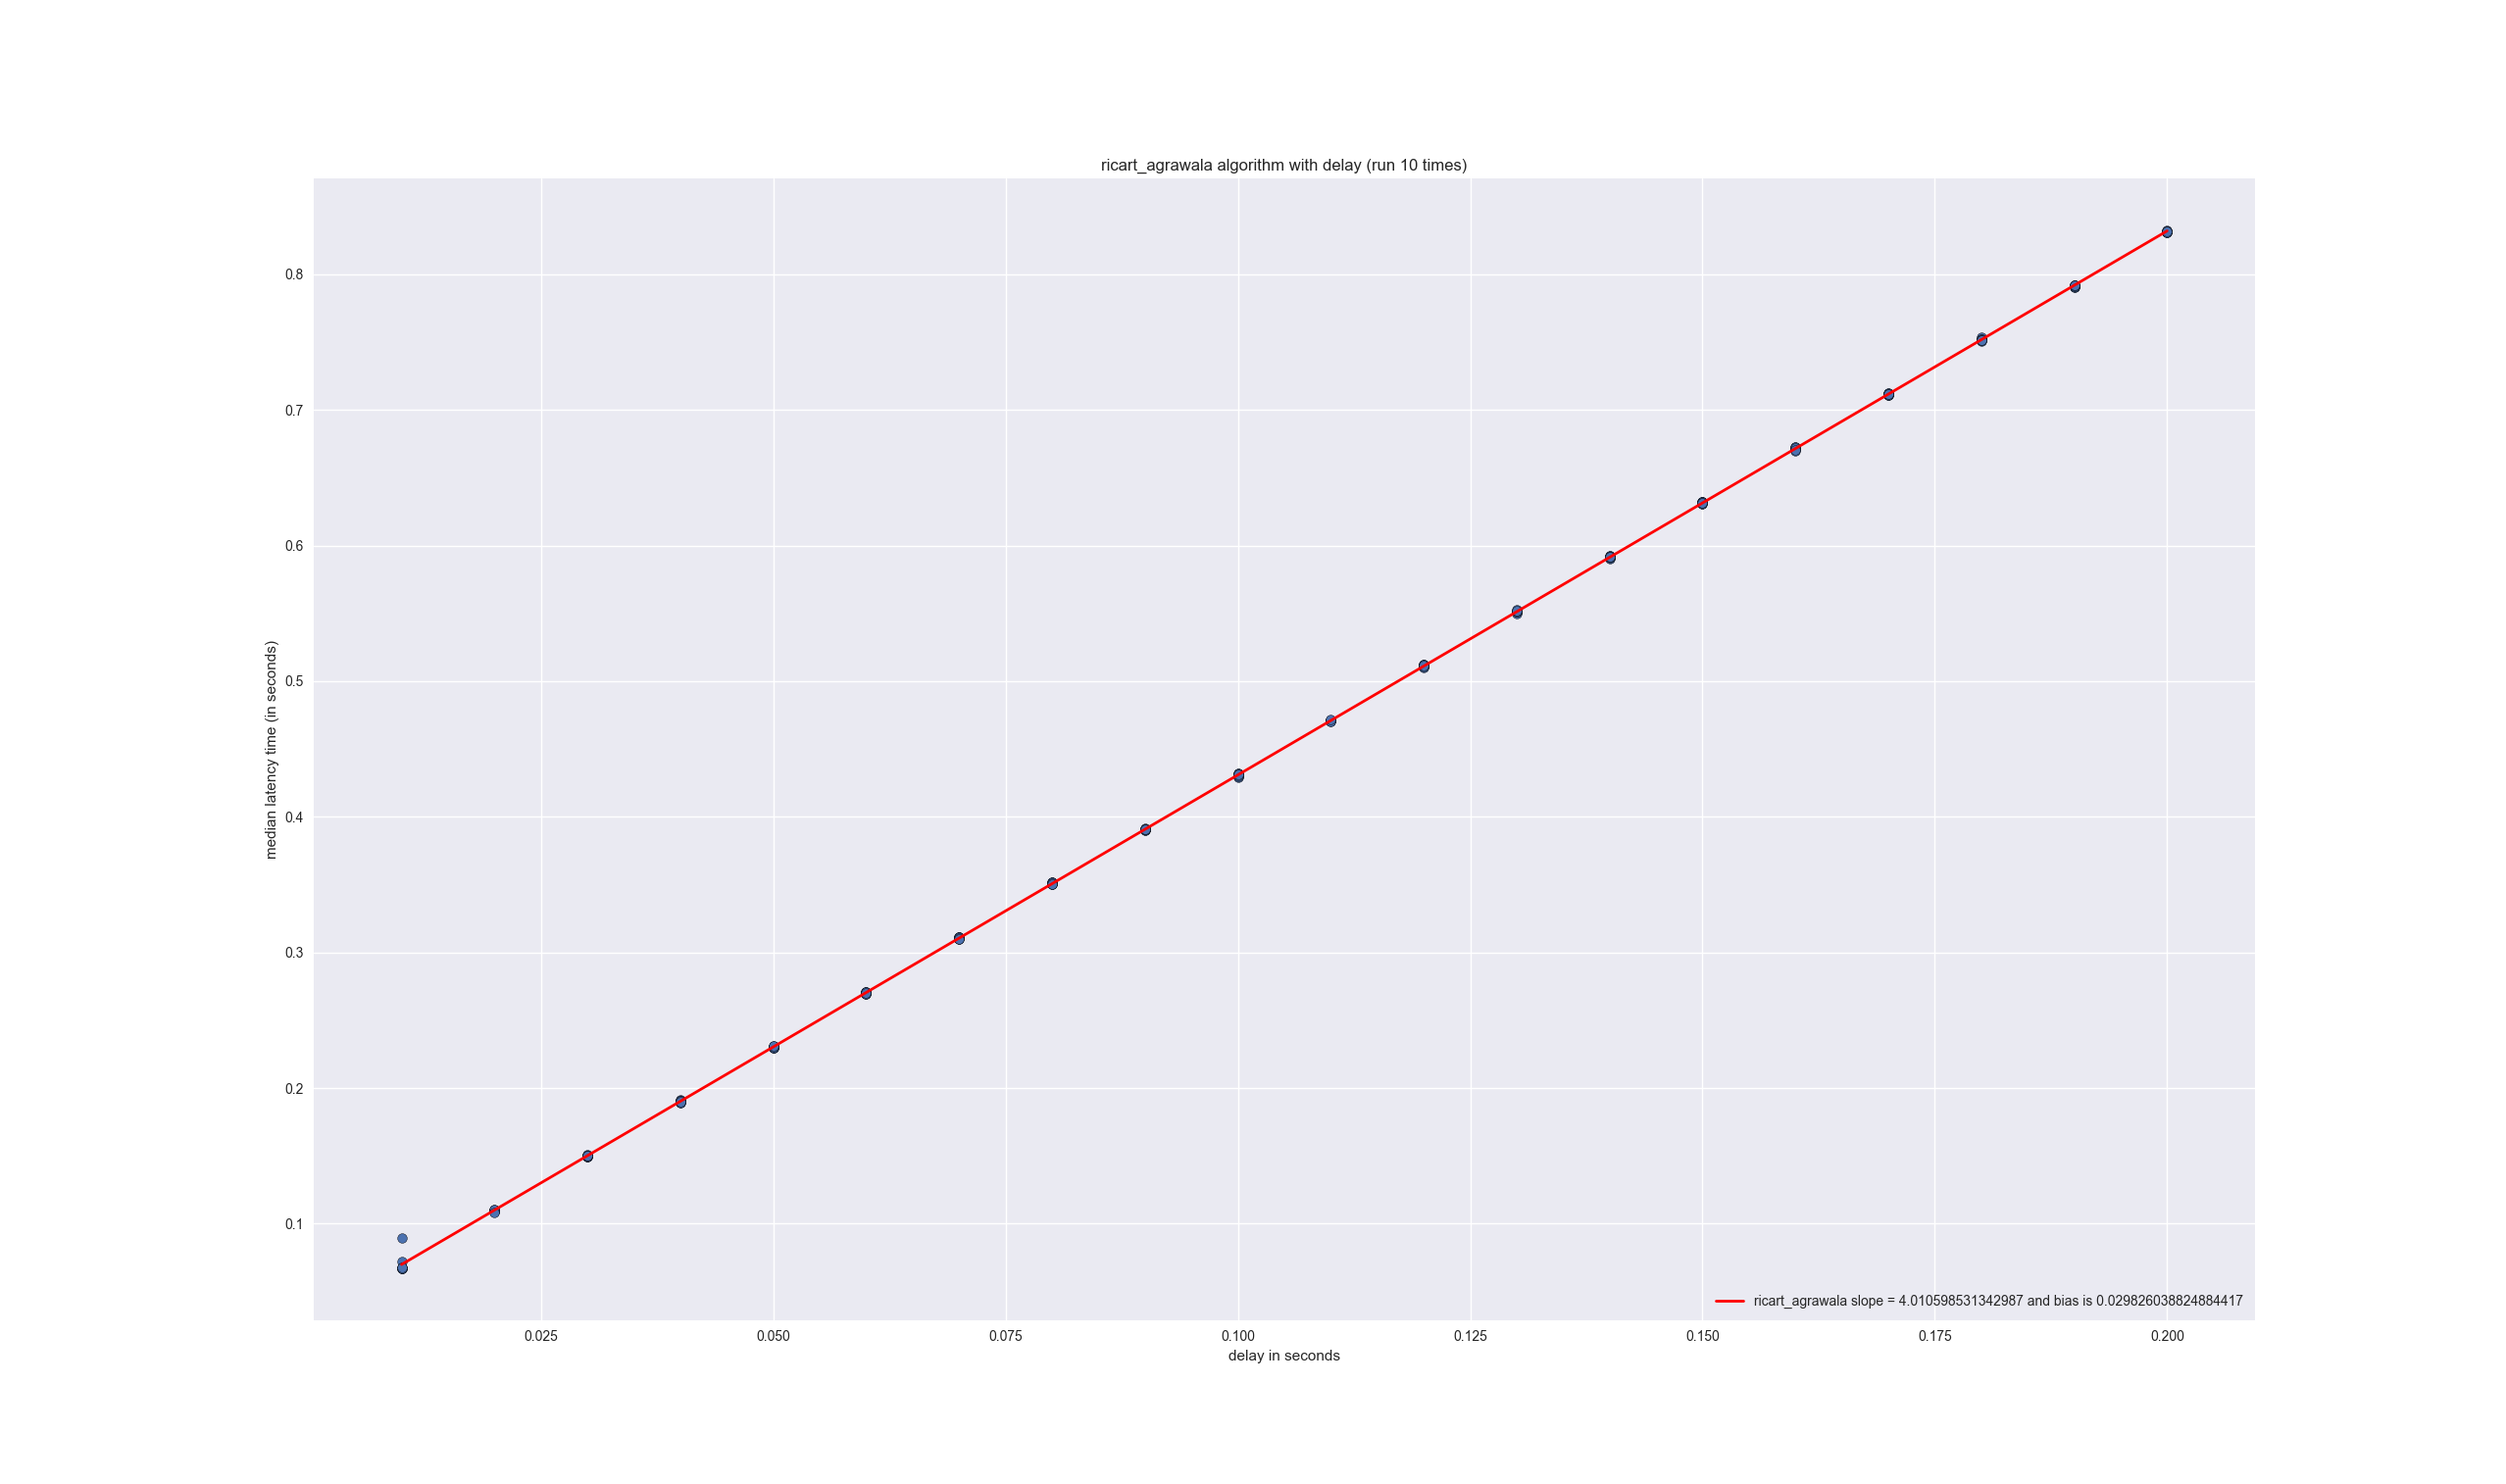 ricart_agrawala algorithm with delay (run 10 times)
median latency time (in seconds)
0.8
0.7
0.6
0.5
0.4
0.3
0.2
0.1
ricart_agrawala slope = 4.010598531342987 and bias is 0.029826038824884417
0.025 0.050 0.075 0.100 0.125 0.150 0.175 0.200
delay in seconds